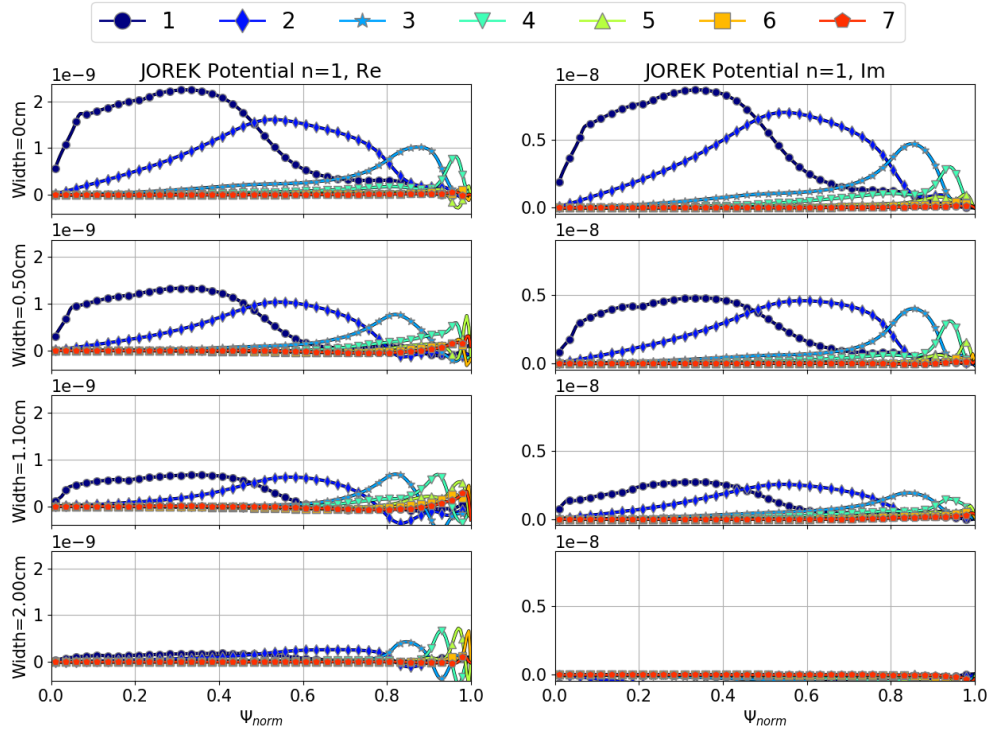 1 2 3 4 5 6 7
JOREK Potential n=1, Re
JOREK Potential n=1, Im
1e−9
1e−8
Width=0cm
2
1
0
0.5
0.0
1e−9
1e−8
Width=0.50cm
2
1
0
0.5
0.0
1e−9
1e−8
Width=1.10cm
2
1
0
0.5
0.0
1e−9
1e−8
Width=2.00cm
2
1
0
0.5
0.0
0.0 0.2 0.4 0.6 0.8 1.0
0.0 0.2 0.4 0.6 0.8 1.0
Ψnorm
Ψnorm